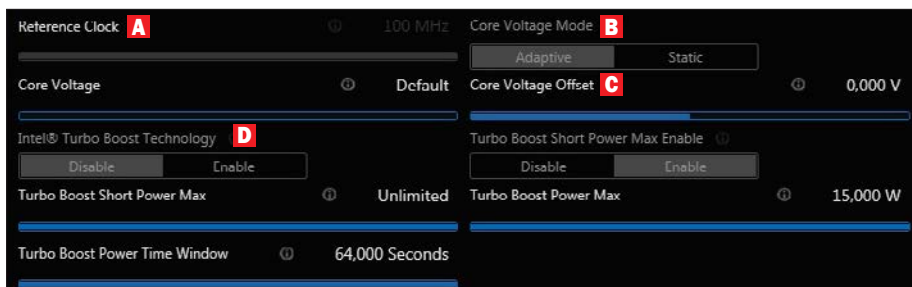 Reference Clock A 100 MHz
Core Voltage Mode B
Adaptive Static
Core Voltage Default
Core Voltage Offset C 0,000 V
Intel® Turbo Boost Technology D
Disable Enable
Turbo Boost Short Power Max Enable
Disable Enable
Turbo Boost Short Power Max Unlimited
Turbo Boost Power Max 15,000 W
Turbo Boost Power Time Window 64,000 Seconds